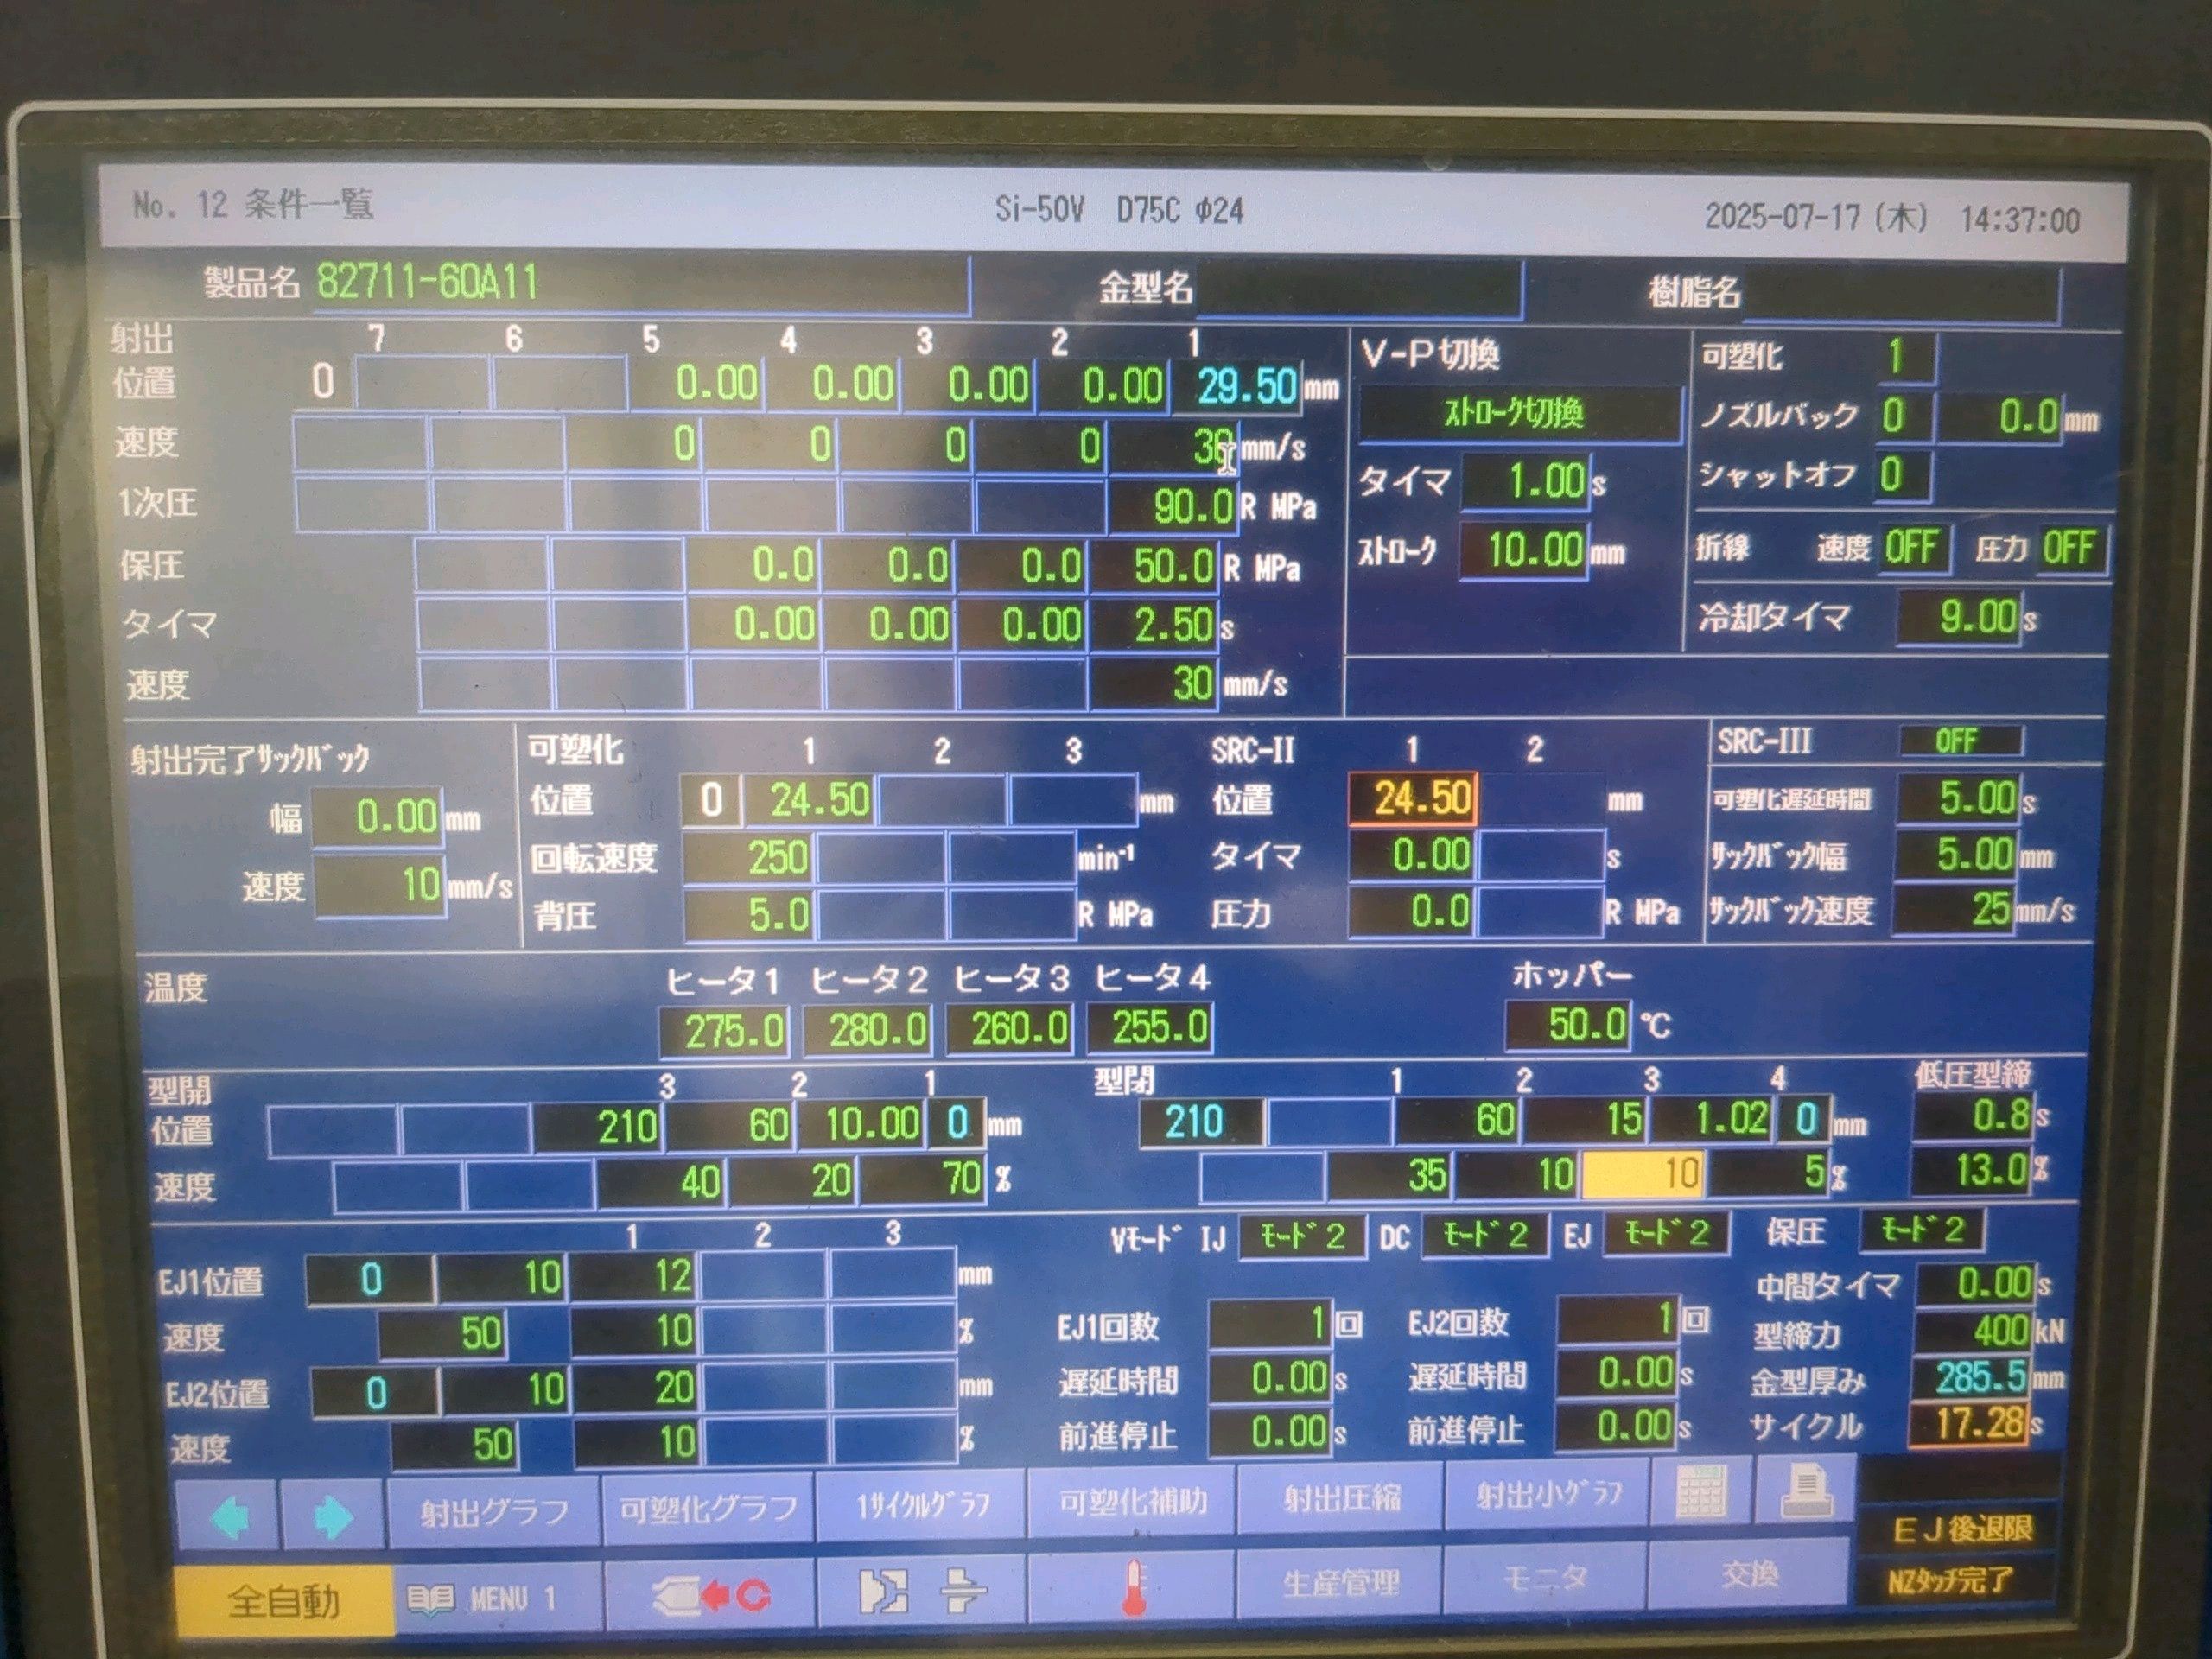 No. 12 条件一覧 Si-50V D75C Φ24 2025-07-17 (木) 14:37:00
製品名 82711-60A11 金型名 樹脂名
射出 7 6 5 4 3 2 1
位置 0 0.00 0.00 0.00 0.00 29.50 mm
速度 0 0 0 0 30 mm/s
1次圧 90.0 R MPa
保圧 0.0 0.0 0.0 50.0 R MPa
タイマ 0.00 0.00 0.00 2.50 s
速度 30 mm/s
V-P切換
ストローク切換
タイマ 1.00 s
ストローク 10.00 mm
可塑化 1
ノズルバック 0 0.0 mm
シャットオフ 0
折線 速度 OFF 圧力 OFF
冷却タイマ 9.00 s
射出完了サックバック
幅 0.00 mm
速度 10 mm/s
可塑化 1 2 3
位置 0 24.50 mm
回転速度 250 min⁻¹
背圧 5.0 R MPa
SRC-II 1 2
位置 24.50 mm
タイマ 0.00 s
圧力 0.0 R MPa
SRC-III OFF
可塑化遅延時間 5.00 s
サックバック幅 5.00 mm
サックバック速度 25 mm/s
温度 ヒータ1 ヒータ2 ヒータ3 ヒータ4 ホッパー
275.0 280.0 260.0 255.0 50.0 ℃
型開 3 2 1
位置 210 60 10.00 0 mm
速度 40 20 70 %
型閉 1 2 3 4
210 60 15 1.02 0 mm
35 10 10 5 %
低圧型締
0.8 s
13.0 %
1 2 3
EJ1位置 0 10 12 mm
速度 50 10 %
EJ2位置 0 10 20 mm
速度 50 10 %
Vモード IJ モード2 DC モード2 EJ モード2 保圧 モード2
EJ1回数 1 回
遅延時間 0.00 s
前進停止 0.00 s
EJ2回数 1 回
遅延時間 0.00 s
前進停止 0.00 s
中間タイマ 0.00 s
型締力 400 kN
金型厚み 285.5 mm
サイクル 17.28 s
射出グラフ 可塑化グラフ 1サイクルグラフ 可塑化補助 射出圧縮 射出小グラフ
EJ後退限
全自動 MENU 1 生産管理 モニタ 交換
NZタッチ完了